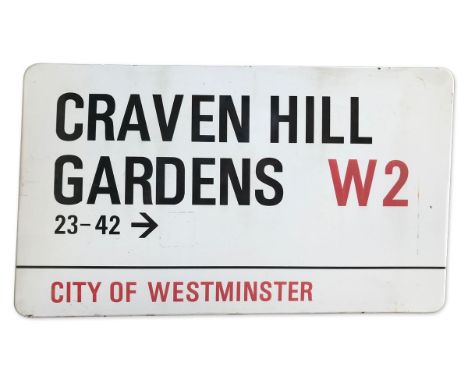 CRAVEN HILL
GARDENS W2
23-42 →
CITY OF WESTMINSTER